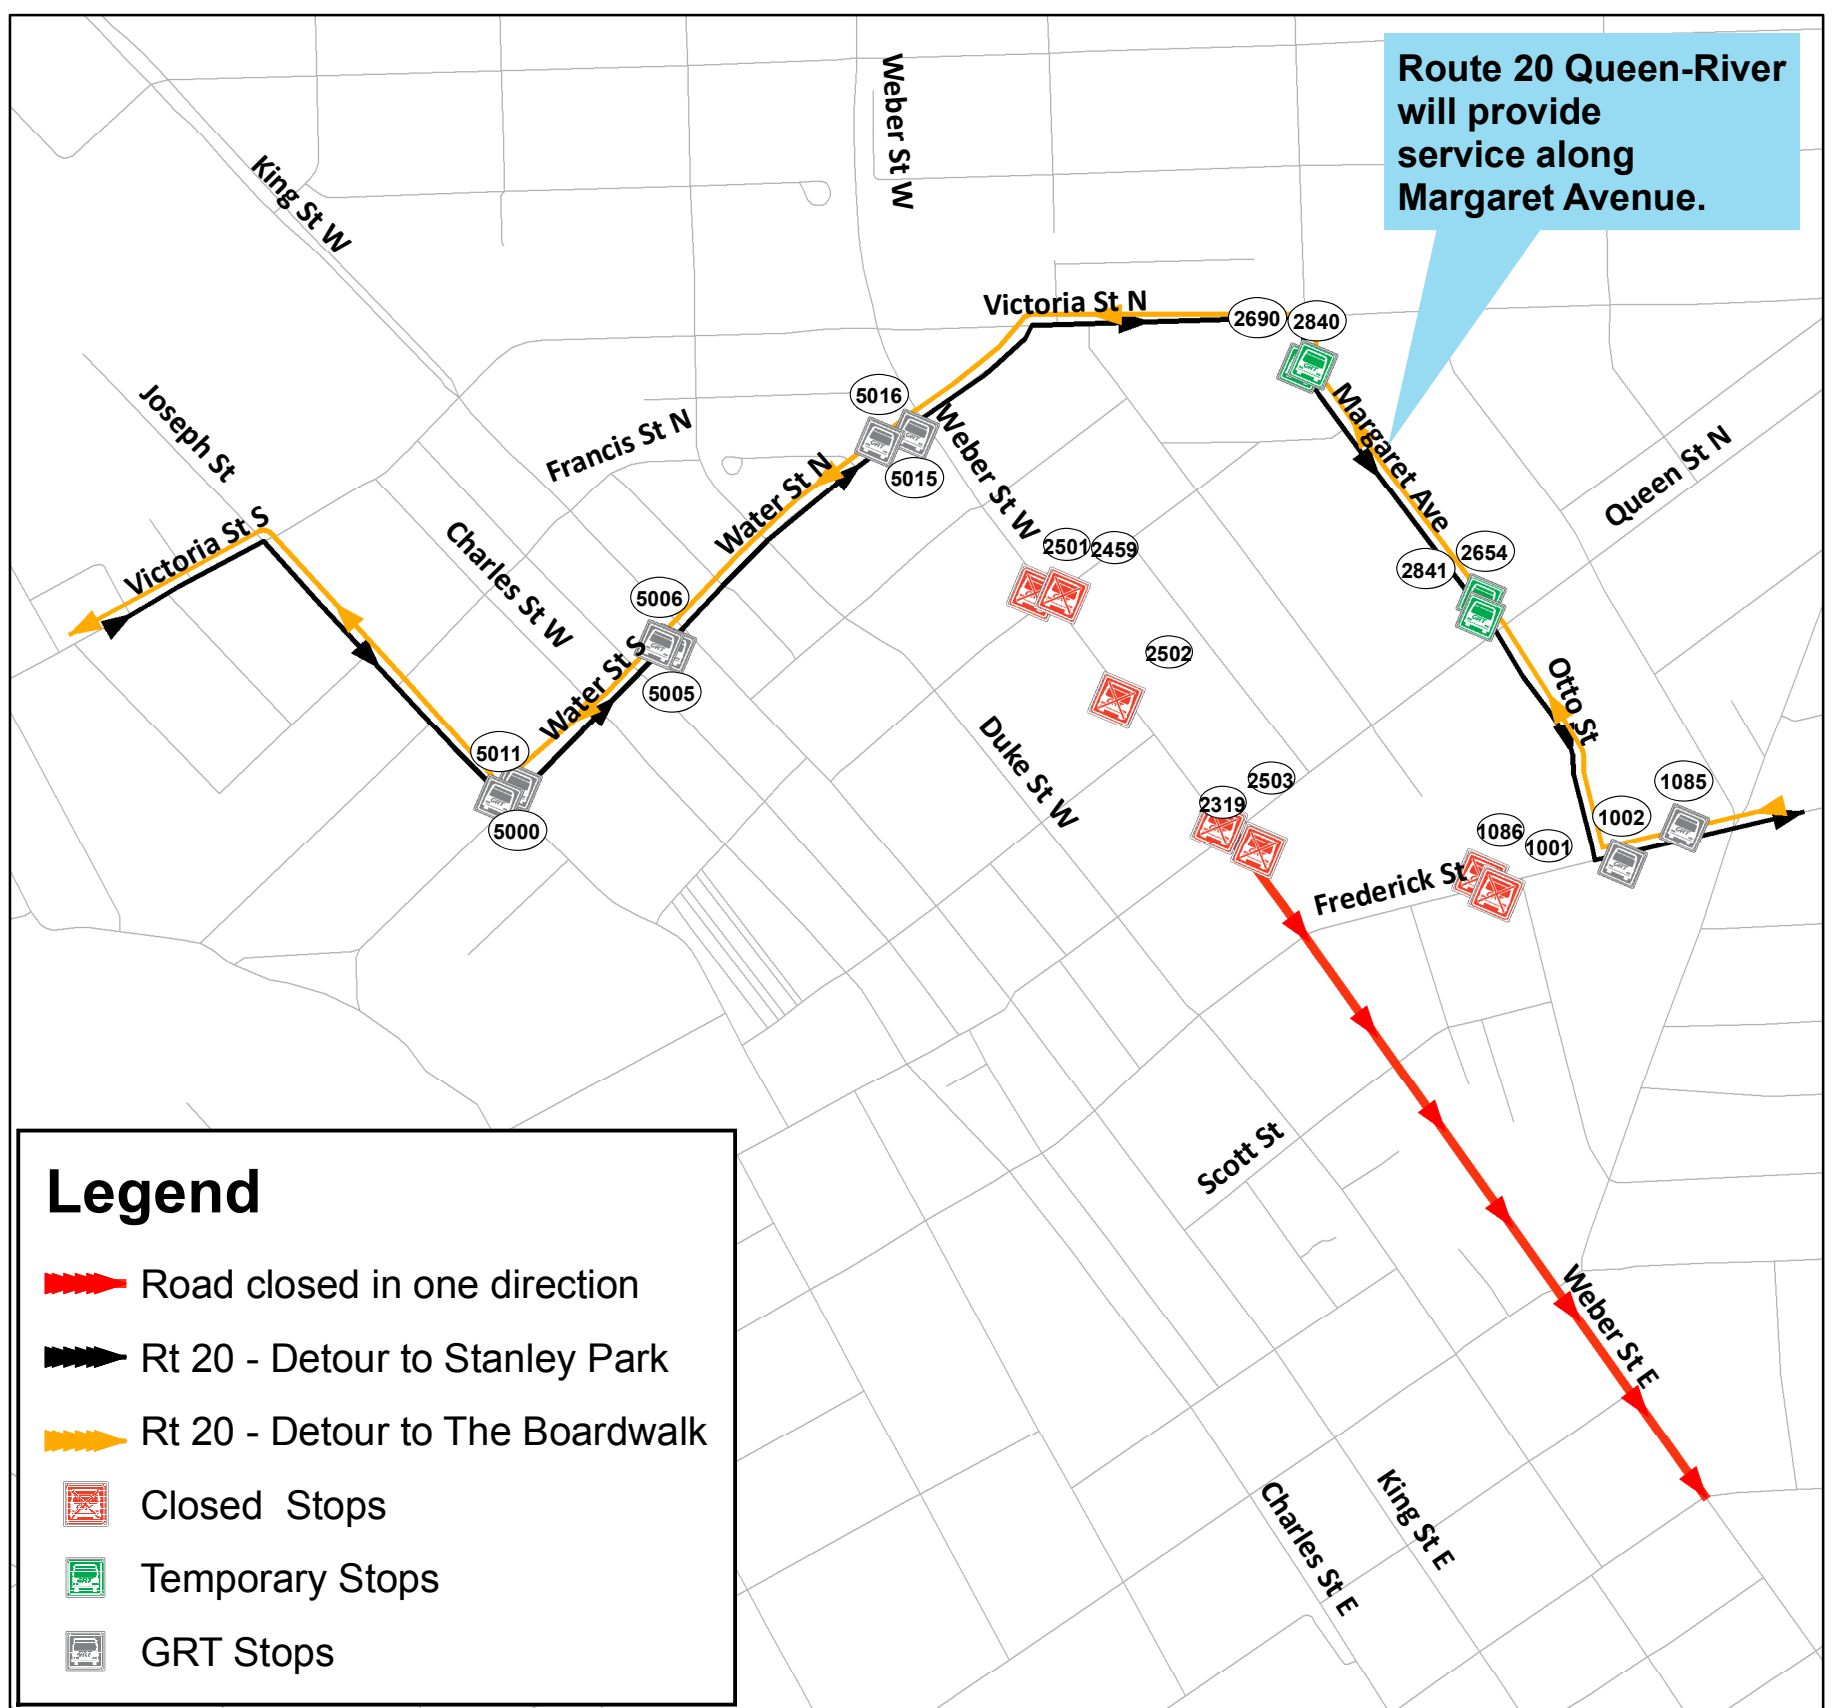 Route 20 Queen-River
will provide
service along
Margaret Avenue.
Weber St W
King St W
Victoria St N
2690
2840
Joseph St
5016
Francis St N
Weber St W
Margaret Ave
Queen St N
5015
Water St N
Victoria St S
Charles St W
2501
2459
2654
2841
5006
Water St S
5005
2502
Otto St
Duke St W
5011
5000
2503
2319
1085
1002
1086
1001
Frederick St
Scott St
Weber St E
King St E
Charles St E
Legend
Road closed in one direction
Rt 20 - Detour to Stanley Park
Rt 20 - Detour to The Boardwalk
Closed  Stops
Temporary Stops
GRT Stops